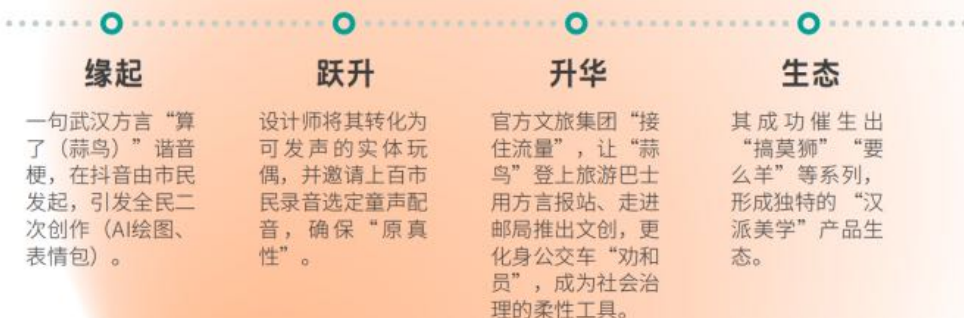 缘起
一句武汉方言“算
了（蒜鸟）”谐音
梗，在抖音由市民
发起，引发全民二
次创作（AI绘图、
表情包）。
跃升
设计师将其转化为
可发声的实体玩
偶，并邀请上百市
民录音选定童声配
音，确保“原真
性”。
升华
官方文旅集团“接
住流量”，让“蒜
鸟”登上旅游巴士
用方言报站、走进
邮局推出文创，更
化身公交车“劝和
员”，成为社会治
理的柔性工具。
生态
其成功催生出
“搞莫狮”“要
么羊”等系列，
形成独特的“汉
派美学”产品生
态。